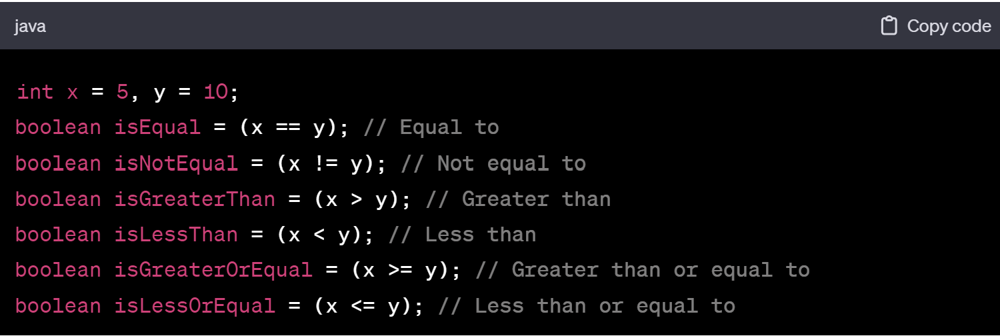 java
Copy code
int x = 5, y = 10;
boolean isEqual = (x == y); // Equal to
boolean isNotEqual = (x != y); // Not equal to
boolean isGreaterThan = (x > y); // Greater than
boolean isLessThan = (x < y); // Less than
boolean isGreaterOrEqual = (x >= y); // Greater than or equal to
boolean isLessOrEqual = (x <= y); // Less than or equal to